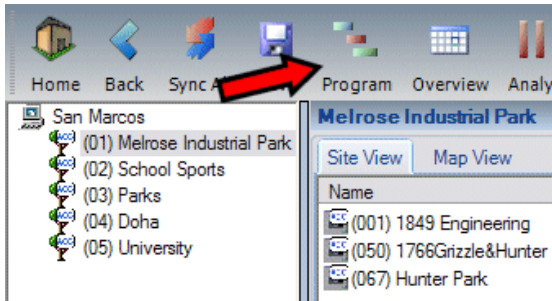 Home Back Sync Program Overview Analy
San Marcos
(01) Melrose Industrial Park
(02) School Sports
(03) Parks
(04) Doha
(05) University
Melrose Industrial Park
Site View Map View
Name
(001) 1849 Engineering
(050) 1766Grizzle&Hunter
(067) Hunter Park